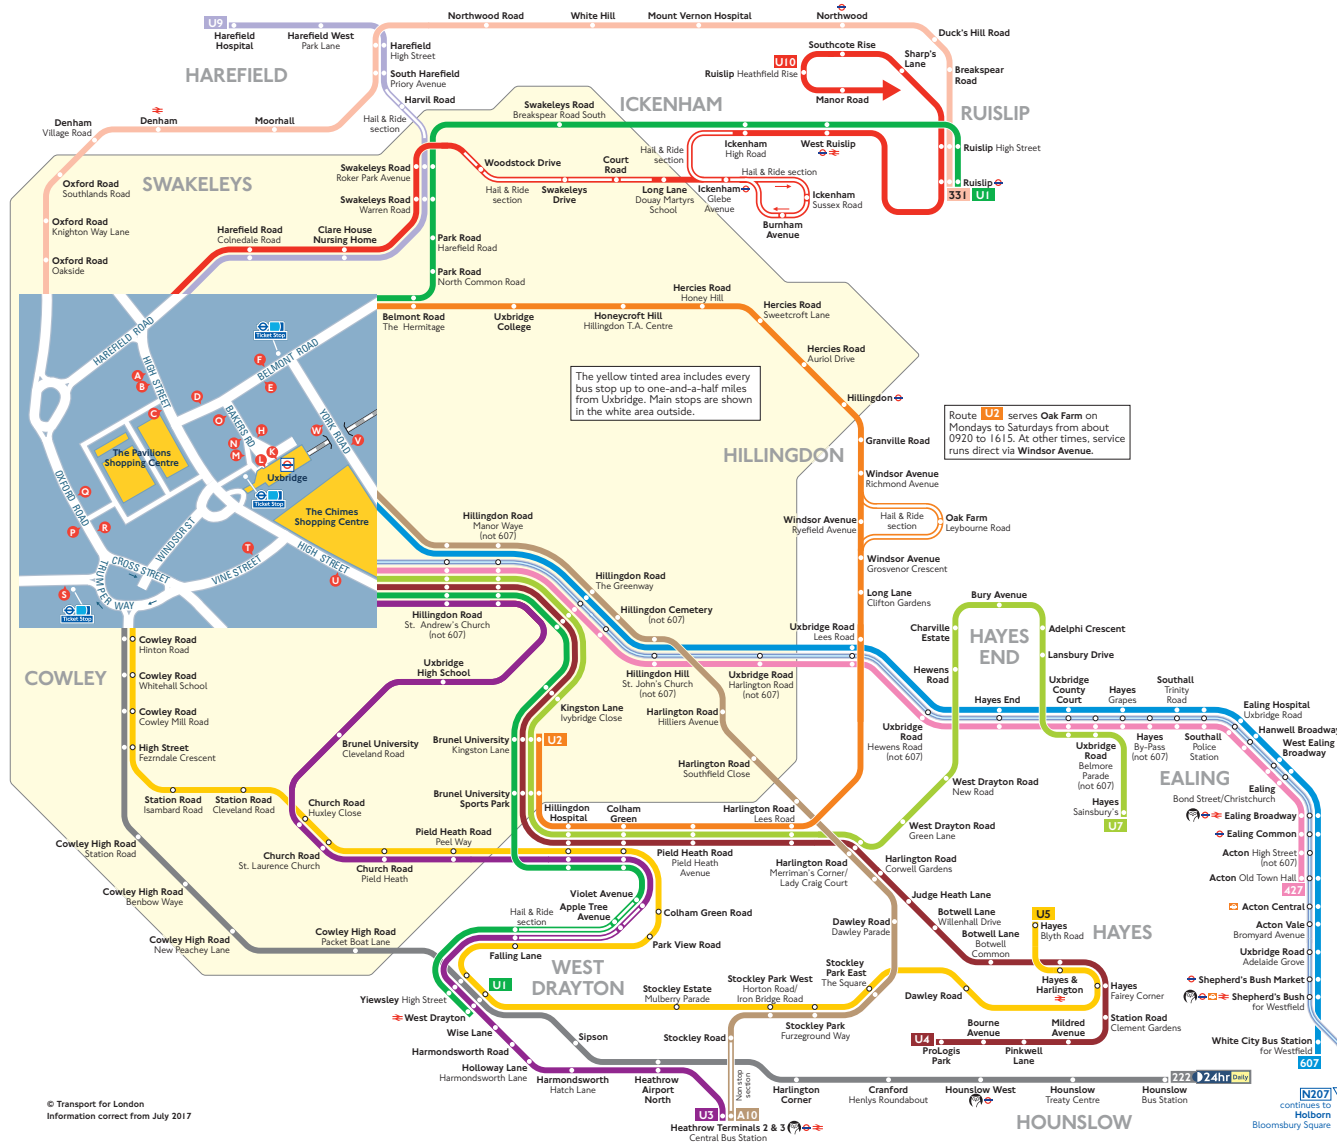 U9
Harefield
Hospital
Harefield West
Park Lane
Northwood Road
White Hill
Mount Vernon Hospital
Northwood
Duck's Hill Road
Harefield
High Street
HAREFIELD
South Harefield
Priory Avenue
Harvil Road
Hail & Ride
section
Denham
Village Road
Denham
Moorhall
Swakeleys Road
Breakspear Road South
ICKENHAM
U10
Ruislip Heathfield Rise
Southcote Rise
Sharp's
Lane
Manor Road
Breakspear
Road
RUISLIP
Ickenham
High Road
West Ruislip
Ruislip High Street
Hail & Ride
section
Hail & Ride section
Ruislip
331
U1
Oxford Road
Southlands Road
SWAKELEYS
Swakeleys Road
Roker Park Avenue
Swakeleys Road
Warren Road
Woodstock Drive
Hail & Ride
section
Swakeleys
Drive
Court
Road
Long Lane
Douay Martyrs
School
Ickenham
Glebe
Avenue
Ickenham
Sussex Road
Burnham
Avenue
Oxford Road
Knighton Way Lane
Oxford Road
Oakside
Harefield Road
Colnedale Road
Clare House
Nursing Home
Park Road
Harefield Road
Park Road
North Common Road
Belmont Road
The Hermitage
Uxbridge
College
Honeycroft Hill
Hillingdon T.A. Centre
Hercies Road
Honey Hill
Hercies Road
Sweetcroft Lane
Hercies Road
Auriol Drive
Hillingdon
HAREFIELD ROAD
HIGH STREET
BELMONT ROAD
YORK ROAD
BAKERS RD
OXFORD ROAD
WINDSOR ST
CROSS STREET
TRUMPER WAY
VINE STREET
HIGH STREET
Ticket Stop
Ticket Stop
Ticket Stop
A
B
C
D
E
F
O
H
N
M
L
K
W
V
Q
P
R
S
T
U
The Pavilions
Shopping Centre
Uxbridge
The Chimes
Shopping Centre
The yellow tinted area includes every
bus stop up to one-and-a-half miles
from Uxbridge. Main stops are shown
in the white area outside.
Route U2 serves Oak Farm on
Mondays to Saturdays from about
0920 to 1615. At other times, service
runs direct via Windsor Avenue.
HILLINGDON
Granville Road
Windsor Avenue
Richmond Avenue
Windsor Avenue
Ryefield Avenue
Hail & Ride
section
Oak Farm
Leybourne Road
Windsor Avenue
Grosvenor Crescent
Long Lane
Clifton Gardens
Uxbridge Road
Lees Road
Hillingdon Road
Manor Waye
(not 607)
Hillingdon Road
The Greenway
Hillingdon Cemetery
(not 607)
Hillingdon Road
St. Andrew's Church
(not 607)
Hillingdon Hill
St. John's Church
(not 607)
Uxbridge Road
Harlington Road
(not 607)
Harlington Road
Hilliers Avenue
Harlington Road
Southfield Close
Harlington Road
Lees Road
Uxbridge
High School
Kingston Lane
Ivybridge Close
Brunel University
Cleveland Road
Brunel University
Kingston Lane
U2
Brunel University
Sports Park
Hillingdon
Hospital
Colham
Green
Bury Avenue
Charville
Estate
HAYES
END
Adelphi Crescent
Lansbury Drive
Hewens
Road
Hayes End
Uxbridge
County
Court
Hayes
Grapes
Southall
Trinity
Road
Ealing Hospital
Uxbridge Road
Hanwell Broadway
West Ealing
Broadway
Uxbridge
Road
Hewens Road
(not 607)
Uxbridge
Road
Belmore
Parade
(not 607)
Hayes
By-Pass
(not 607)
Southall
Police
Station
EALING
Ealing
Bond Street/Christchurch
Hayes
Sainsbury's
U7
Ealing Broadway
Ealing Common
Acton High Street
(not 607)
Acton Old Town Hall
427
Acton Central
Acton Vale
Bromyard Avenue
Uxbridge Road
Adelaide Grove
Shepherd's Bush Market
Shepherd's Bush
for Westfield
White City Bus Station
for Westfield
607
N207
continues to
Holborn
Bloomsbury Square
COWLEY
Cowley Road
Hinton Road
Cowley Road
Whitehall School
Cowley Road
Cowley Mill Road
High Street
Ferzndale Crescent
Station Road
Isambard Road
Station Road
Cleveland Road
Church Road
Huxley Close
Church Road
St. Laurence Church
Church Road
Pield Heath
Pield Heath Road
Peel Way
Pield Heath Road
Pield Heath
Avenue
West Drayton Road
New Road
West Drayton Road
Green Lane
Harlington Road
Merriman's Corner/
Lady Craig Court
Harlington Road
Corwell Gardens
Judge Heath Lane
Botwell Lane
Willenhall Drive
Botwell Lane
Botwell
Common
U5
Hayes
Blyth Road
HAYES
Hayes &
Harlington
Hayes
Fairey Corner
Station Road
Clement Gardens
Dawley Road
Dawley Parade
Dawley Road
Cowley High Road
Station Road
Cowley High Road
Benbow Waye
Cowley High Road
New Peachey Lane
Cowley High Road
Packet Boat Lane
Violet Avenue
Apple Tree
Avenue
Hail & Ride
section
Falling Lane
Colham Green Road
Park View Road
WEST
DRAYTON
U1
Yiewsley High Street
West Drayton
Stockley Estate
Mulberry Parade
Stockley Park West
Horton Road/
Iron Bridge Road
Stockley
Park East
The Square
Stockley Park
Furzeground Way
Stockley Road
Non stop
section
U4
ProLogis
Park
Bourne
Avenue
Pinkwell
Lane
Mildred
Avenue
Wise Lane
Sipson
Harmondsworth Road
Holloway Lane
Harmondsworth Lane
Harmondsworth
Hatch Lane
Heathrow
Airport
North
U3
A10
Heathrow Terminals 2 & 3
Central Bus Station
Harlington
Corner
Cranford
Henlys Roundabout
Hounslow West
Hounslow
Treaty Centre
Hounslow
Bus Station
222
24hr
Daily
HOUNSLOW
© Transport for London
Information correct from July 2017